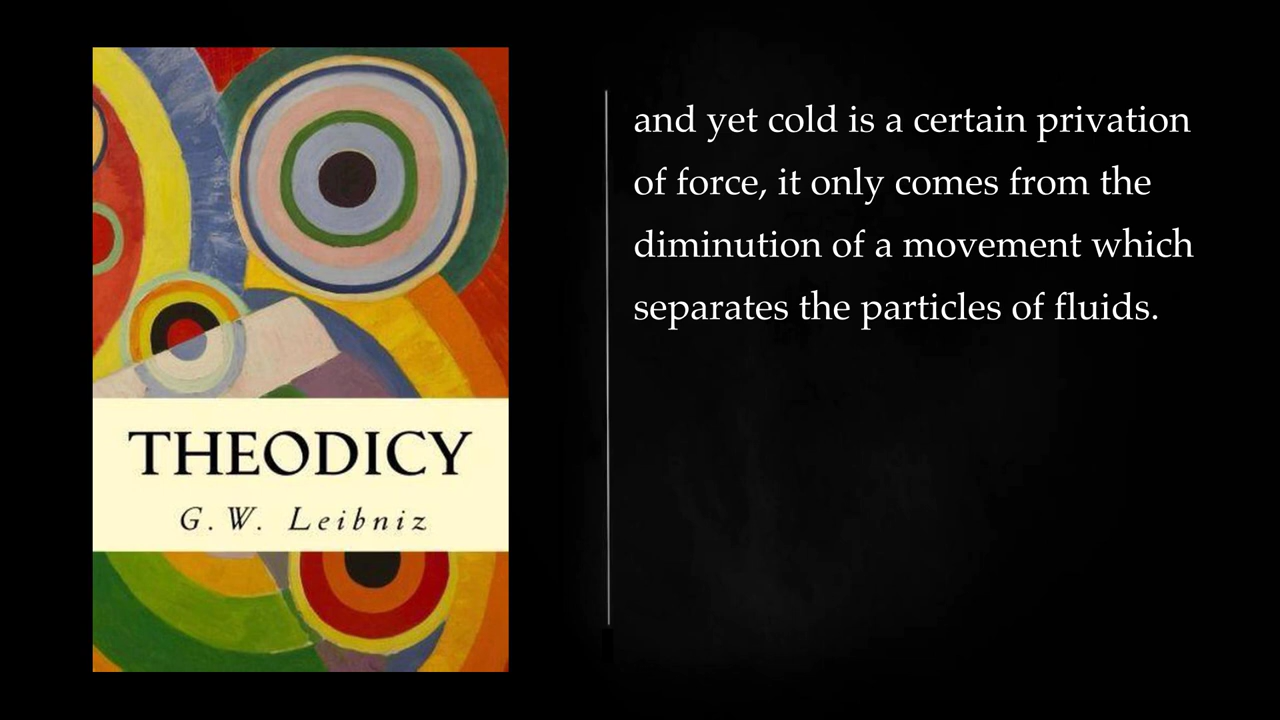 THEODICY
G. W. Leibniz
and yet cold is a certain privation
of force, it only comes from the
diminution of a movement which
separates the particles of fluids.